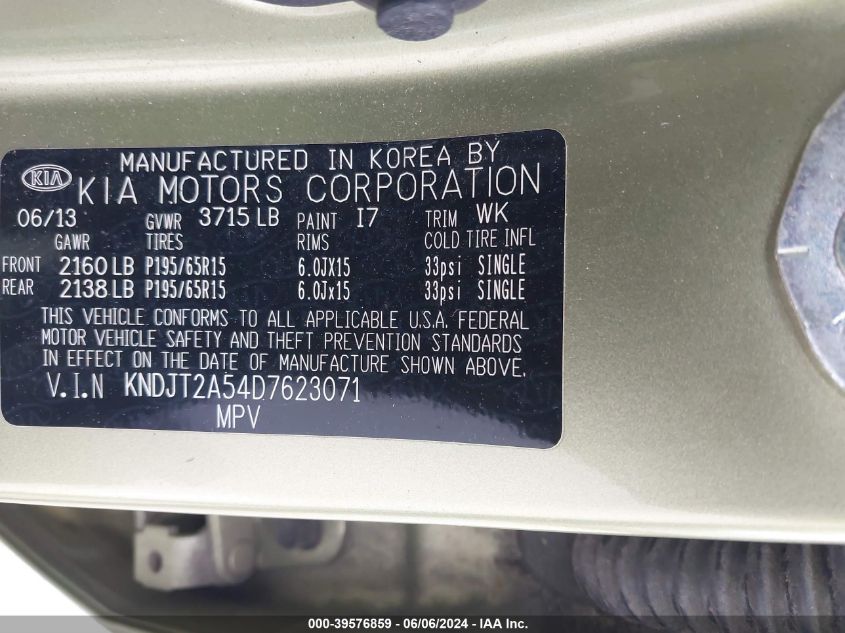 MANUFACTURED IN KOREA BY
KIA KIA MOTORS CORPORATION
06/13 GVWR 3715 LB PAINT I7 TRIM WK
GAWR TIRES RIMS COLD TIRE INFL
FRONT 2160 LB P195/65R15 6.0JX15 33psi SINGLE
REAR 2138 LB P195/65R15 6.0Jx15 33psi SINGLE
THIS VEHICLE CONFORMS TO ALL APPLICABLE U.S.A. FEDERAL
MOTOR VEHICLE SAFETY AND THEFT PREVENTION STANDARDS
IN EFFECT ON THE DATE OF MANUFACTURE SHOWN ABOVE.
V.I.N KNDJT2A54D7623071
MPV
000-39576859 - 06/06/2024 - IAA Inc.